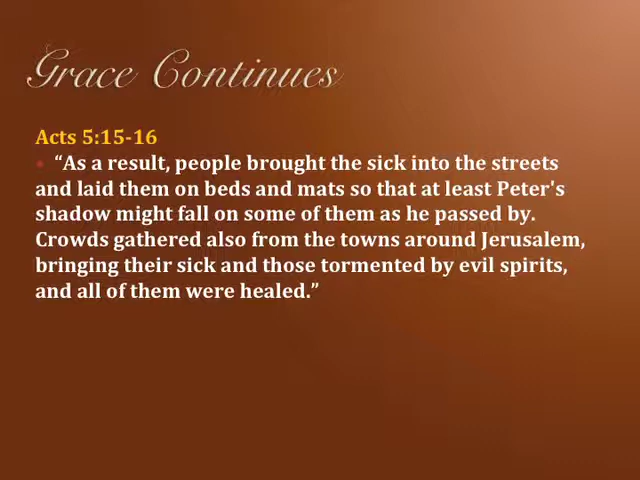 Grace Continues
Acts 5:15-16
• “As a result, people brought the sick into the streets
and laid them on beds and mats so that at least Peter's
shadow might fall on some of them as he passed by.
Crowds gathered also from the towns around Jerusalem,
bringing their sick and those tormented by evil spirits,
and all of them were healed.”